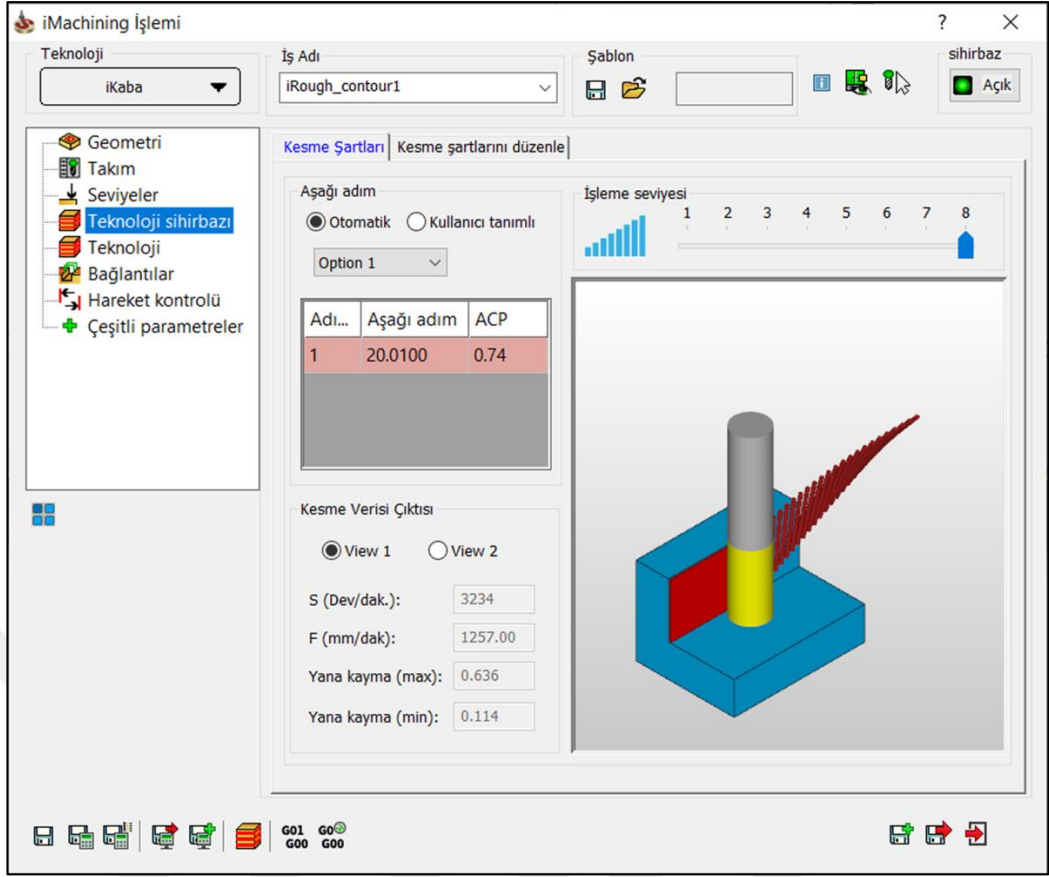 iMachining İşlemi
? ×
Teknoloji
iKaba
İş Adı
iRough_contour1
Şablon
sihirbaz
Açık
Geometri
Takım
Seviyeler
Teknoloji sihirbazı
Teknoloji
Bağlantılar
Hareket kontrolü
Çeşitli parametreler
Kesme Şartları Kesme şartlarını düzenle
Aşağı adım
Otomatik Kullanıcı tanımlı
Option 1
Adı... Aşağı adım ACP
1 20.0100 0.74
Kesme Verisi Çıktısı
View 1 View 2
S (Dev/dak.): 3234
F (mm/dak): 1257.00
Yana kayma (max): 0.636
Yana kayma (min): 0.114
İşleme seviyesi
1 2 3 4 5 6 7 8
G01 G0
G00 G00